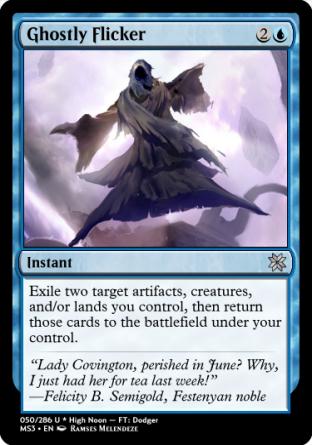 Ghostly Flicker 2
Instant
Exile two target artifacts, creatures,
and/or lands you control, then return
those cards to the battlefield under your
control.
“Lady Covington, perished in June? Why,
I just had her for tea last week!”
—Felicity B. Semigold, Festenyan noble
050/286 U * High Noon — FT: Dodger
MS3 • EN Ramses Melendeze